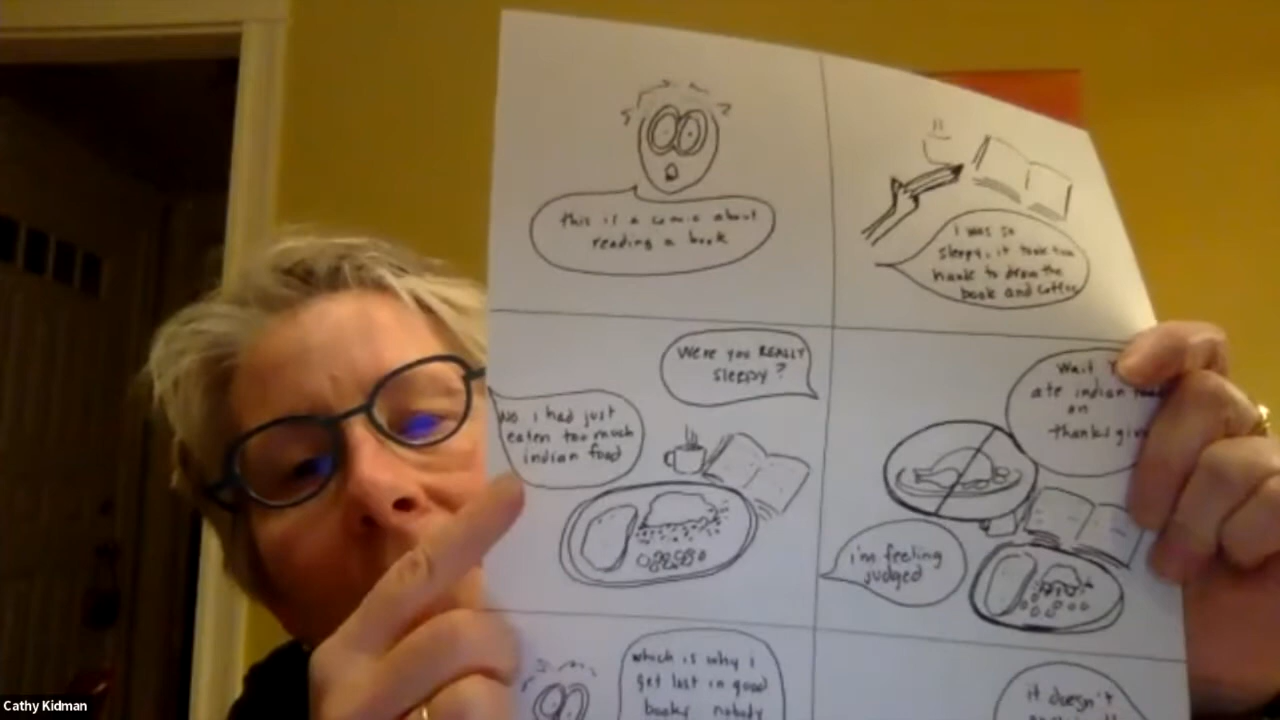 this is a comic about
reading a book
I was so
sleepy, it took two
hands to draw the
book and coffee
Were you REALLY
sleepy?
No. i had just
eaten too much
indian food
Wait
ate indian
on
thanksgiv
i'm feeling
judged
which is why i
get lost in good
books nobody
it doesn't
Cathy Kidman